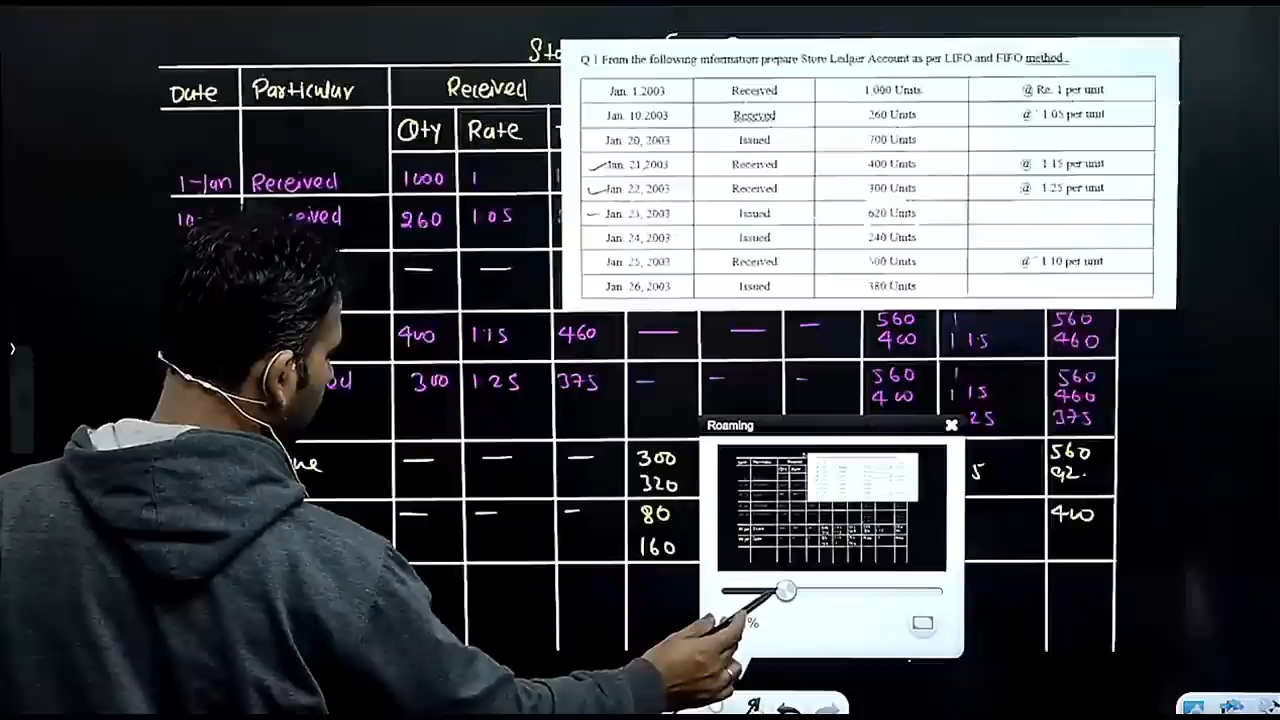 Sto
Q 1 From the following information prepare Store Ledger Account as per LIFO and FIFO method.
Jan. 1.2003 Received 1,000 Units @ Re. 1 per unit
Jan. 10.2003 Received 260 Units @ 1.05 per unit
Jan. 20, 2003 Issued 700 Units
Jan. 21,2003 Received 400 Units @ 1.15 per unit
Jan. 22, 2003 Received 300 Units @ 1.25 per unit
Jan. 23, 2003 Issued 620 Units
Jan. 24, 2003 Issued 240 Units
Jan. 25, 2003 Received 500 Units @ 1.10 per unit
Jan. 26, 2003 Issued 380 Units
Date Particular Received
Qty Rate
1-Jan Received 1000 1
10- 260 1.05
— —
400 1.15 460 — — — 560 1 560
400 1.15 460
300 1.25 375 — — — 560 1 560
400 1.15 460
25 375
— — — 300 560
320 5 92.
— — — 80 400
160
Roaming
%